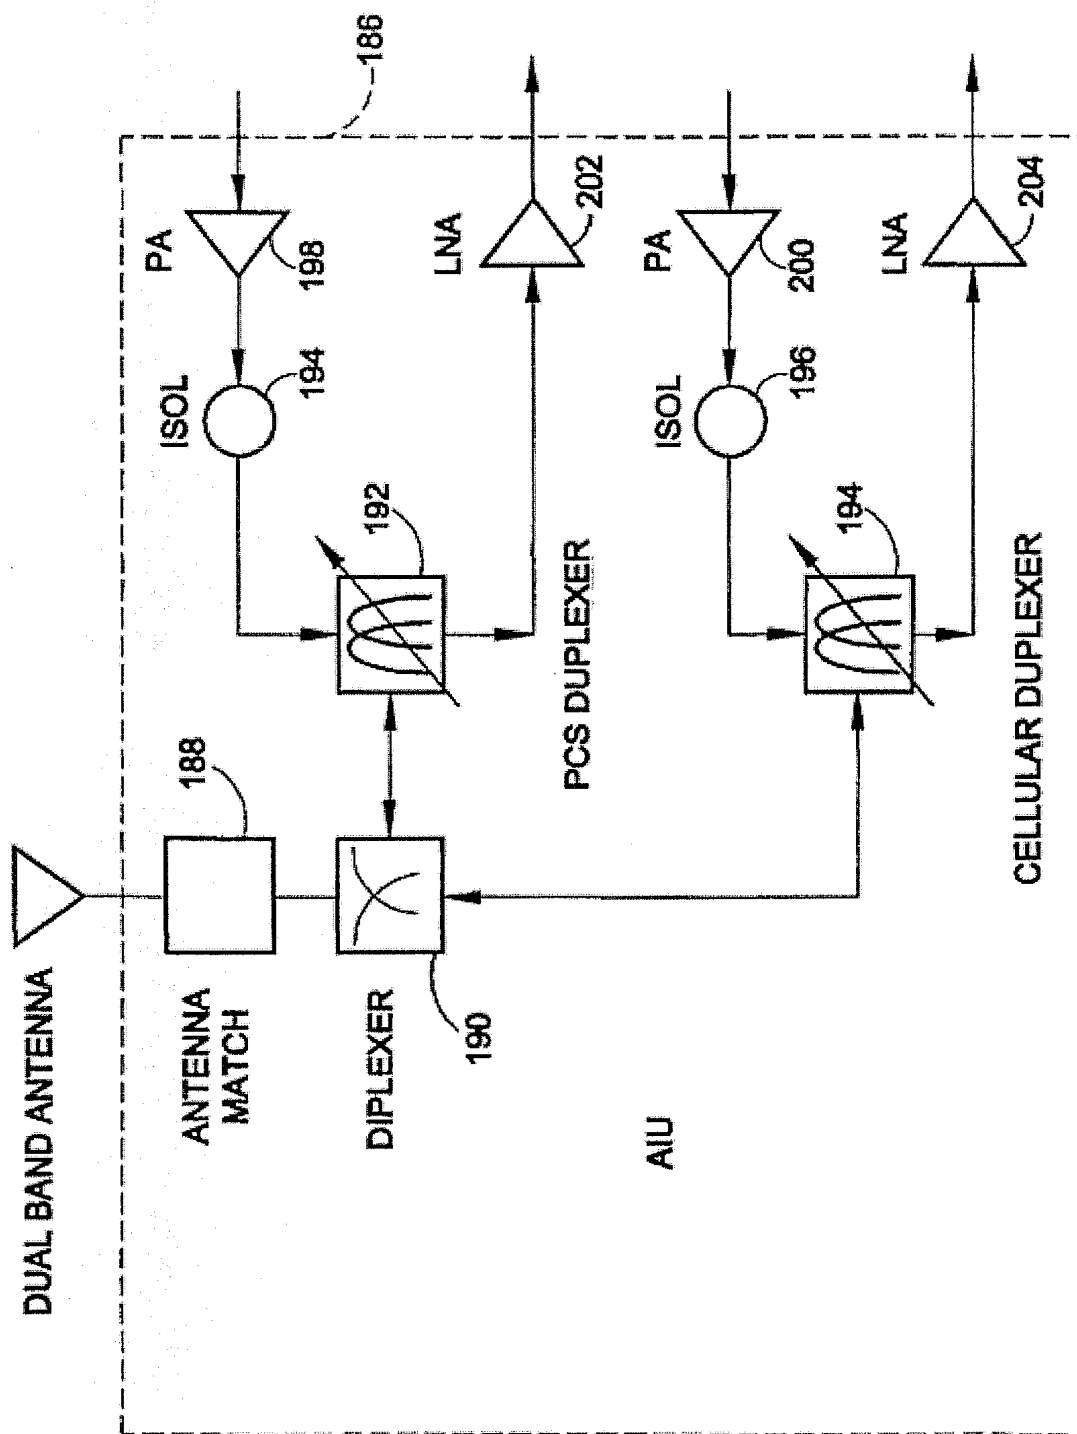 DUAL BAND ANTENNA
186
ANTENNA
MATCH
188
ISOL
194
PA
198
DIPLEXER
190
192
PCS DUPLEXER
LNA
202
AIU
ISOL
196
PA
200
194
CELLULAR DUPLEXER
LNA
204